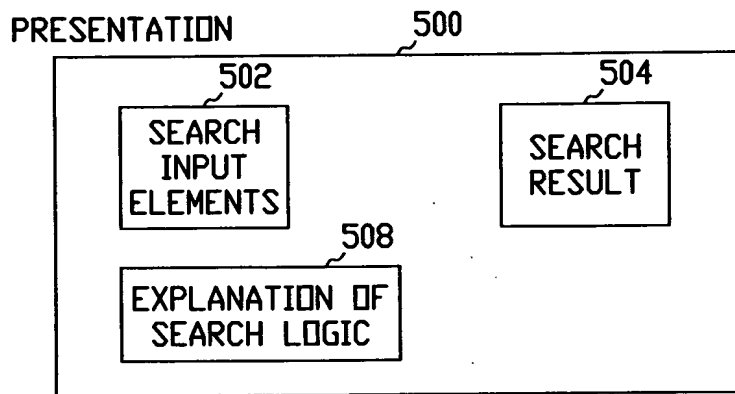 PRESENTATION
500
502
504
SEARCH
INPUT
ELEMENTS
SEARCH
RESULT
508
EXPLANATION OF
SEARCH LOGIC